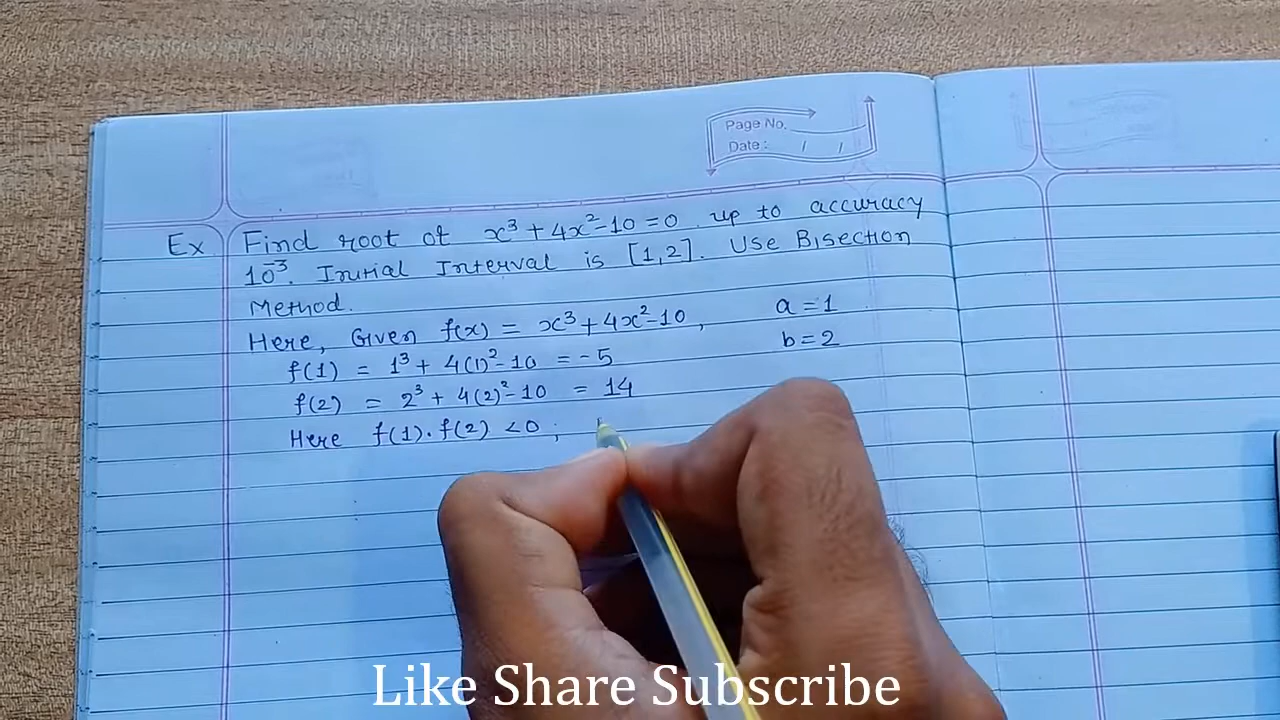 Page No.
Date : / /
Ex Find root of x³ + 4x² - 10 = 0 up to accuracy
10⁻³. Initial Interval is [1,2]. Use Bisection
Method.
Here, Given f(x) = x³ + 4x² - 10, a = 1
f(1) = 1³ + 4(1)² - 10 = -5 b = 2
f(2) = 2³ + 4(2)² - 10 = 14
Here f(1). f(2) < 0 ;
Like Share Subscribe